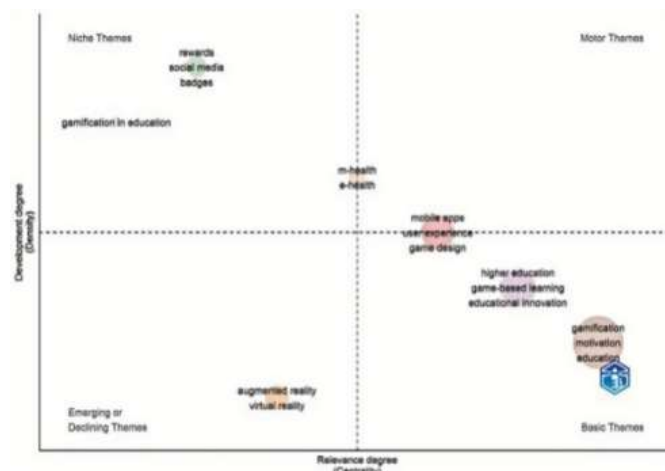 Niche Themes
Motor Themes
rewards
social media
badges
gamification in education
m-health
e-health
mobile apps
user-experience
game design
higher education
game-based learning
educational innovation
gamification
motivation
education
augmented reality
virtual reality
Emerging or
Declining Themes
Basic Themes
Development degree
(Density)
Relevance degree
(Centrality)